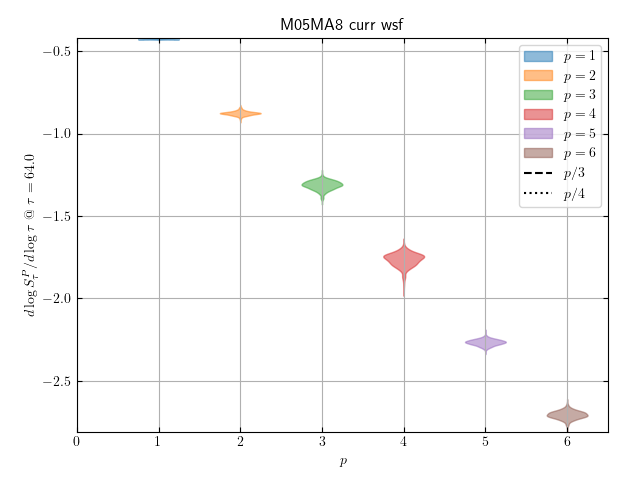 M05MA8 curr wsf
−0.5
−1.0
−1.5
−2.0
−2.5
0 1 2 3 4 5 6
p
d log S_τ^P / d log τ @ τ = 64.0
p = 1
p = 2
p = 3
p = 4
p = 5
p = 6
p/3
p/4